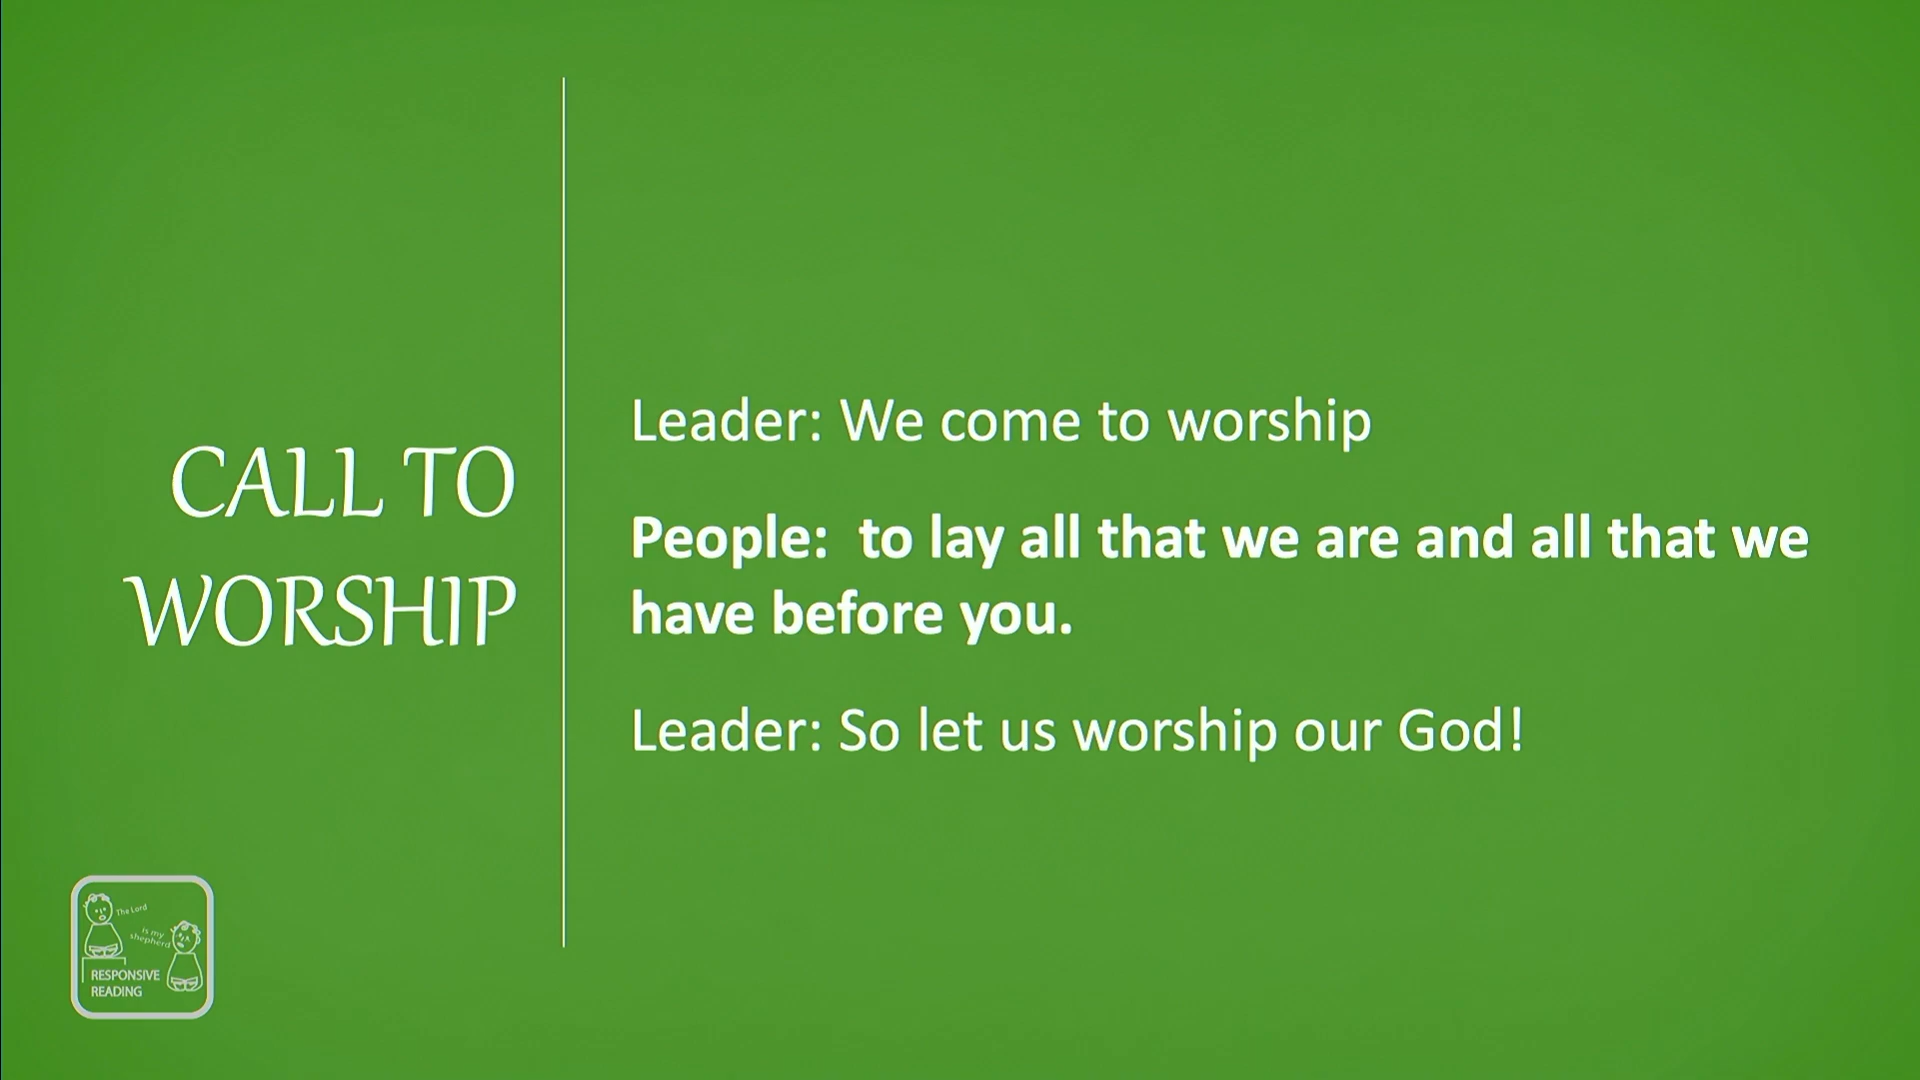 CALL TO
WORSHIP
Leader: We come to worship
People:  to lay all that we are and all that we
have before you.
Leader: So let us worship our God!
The Lord
is my
shepherd
RESPONSIVE
READING